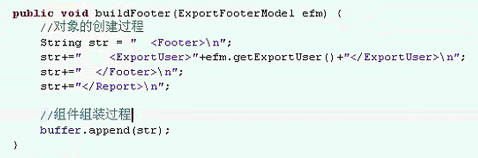 public void buildFooter(ExportFooterModel efm) {
//对象的创建过程
String str = "  <Footer>\n";
str+="    <ExportUser>"+efm.getExportUser()+"</ExportUser>\n";
str+="  </Footer>\n";
str+="</Report>\n";
//组件组装过程
buffer.append(str);
}